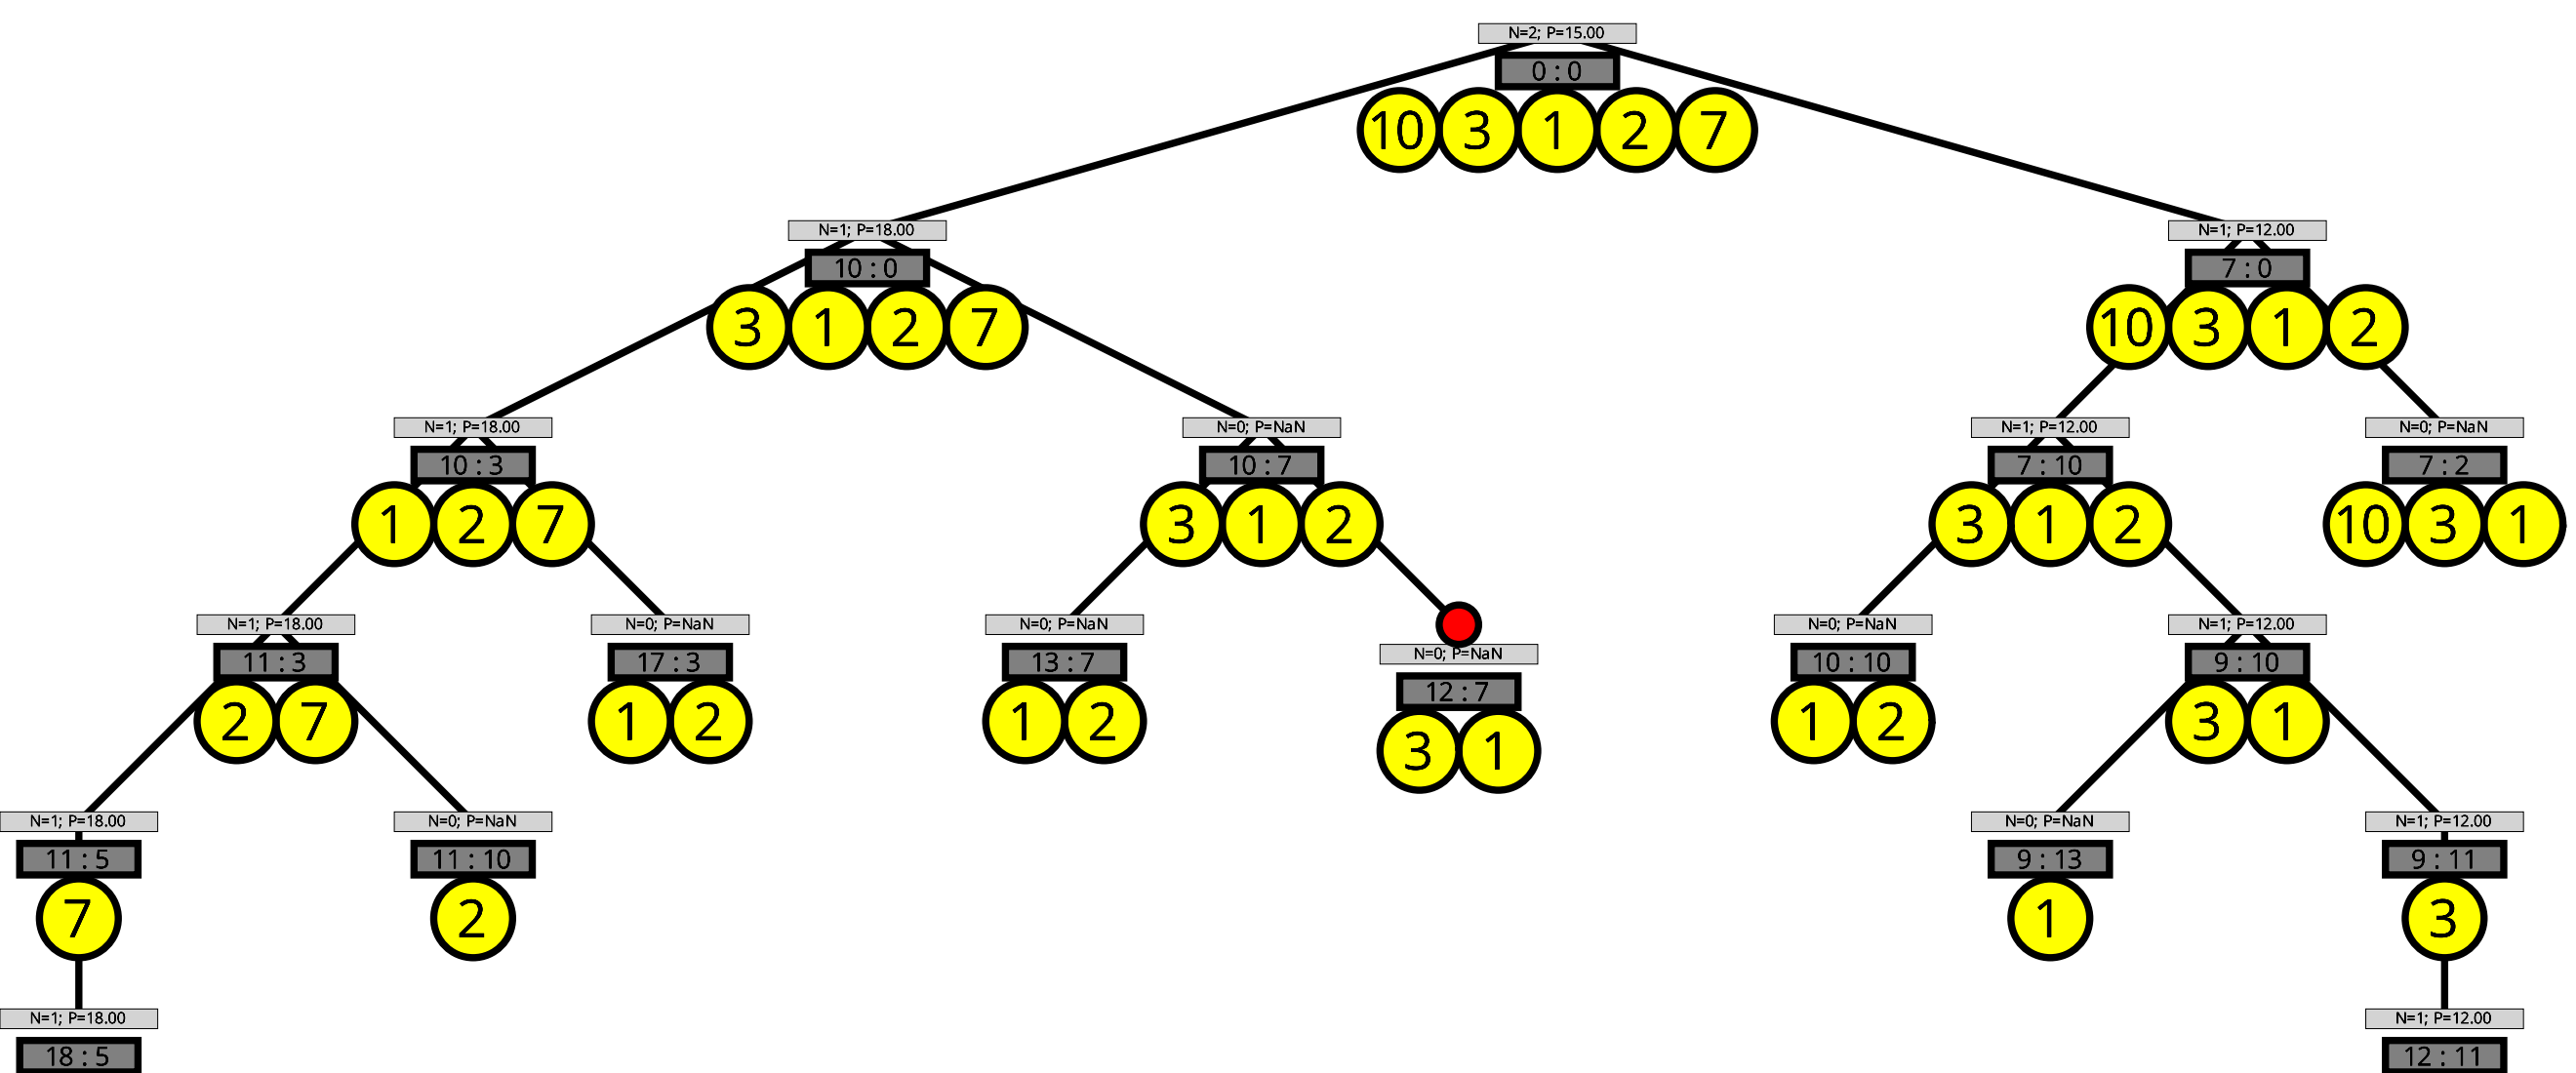 N=2; P=15.00
0 : 0
10 3 1 2 7
N=1; P=18.00 N=1; P=12.00
10 : 0 7 : 0
3 1 2 7 10 3 1 2
N=1; P=18.00 N=0; P=NaN N=1; P=12.00 N=0; P=NaN
10 : 3 10 : 7 7 : 10 7 : 2
1 2 7 3 1 2 3 1 2 10 3 1
N=1; P=18.00 N=0; P=NaN N=0; P=NaN N=0; P=NaN N=1; P=12.00
11 : 3 17 : 3 13 : 7 10 : 10 9 : 10
N=0; P=NaN
12 : 7
2 7 1 2 1 2 1 2 3 1
3 1
N=1; P=18.00 N=0; P=NaN N=0; P=NaN N=1; P=12.00
11 : 5 11 : 10 9 : 13 9 : 11
7 2 1 3
N=1; P=18.00 N=1; P=12.00
18 : 5 12 : 11